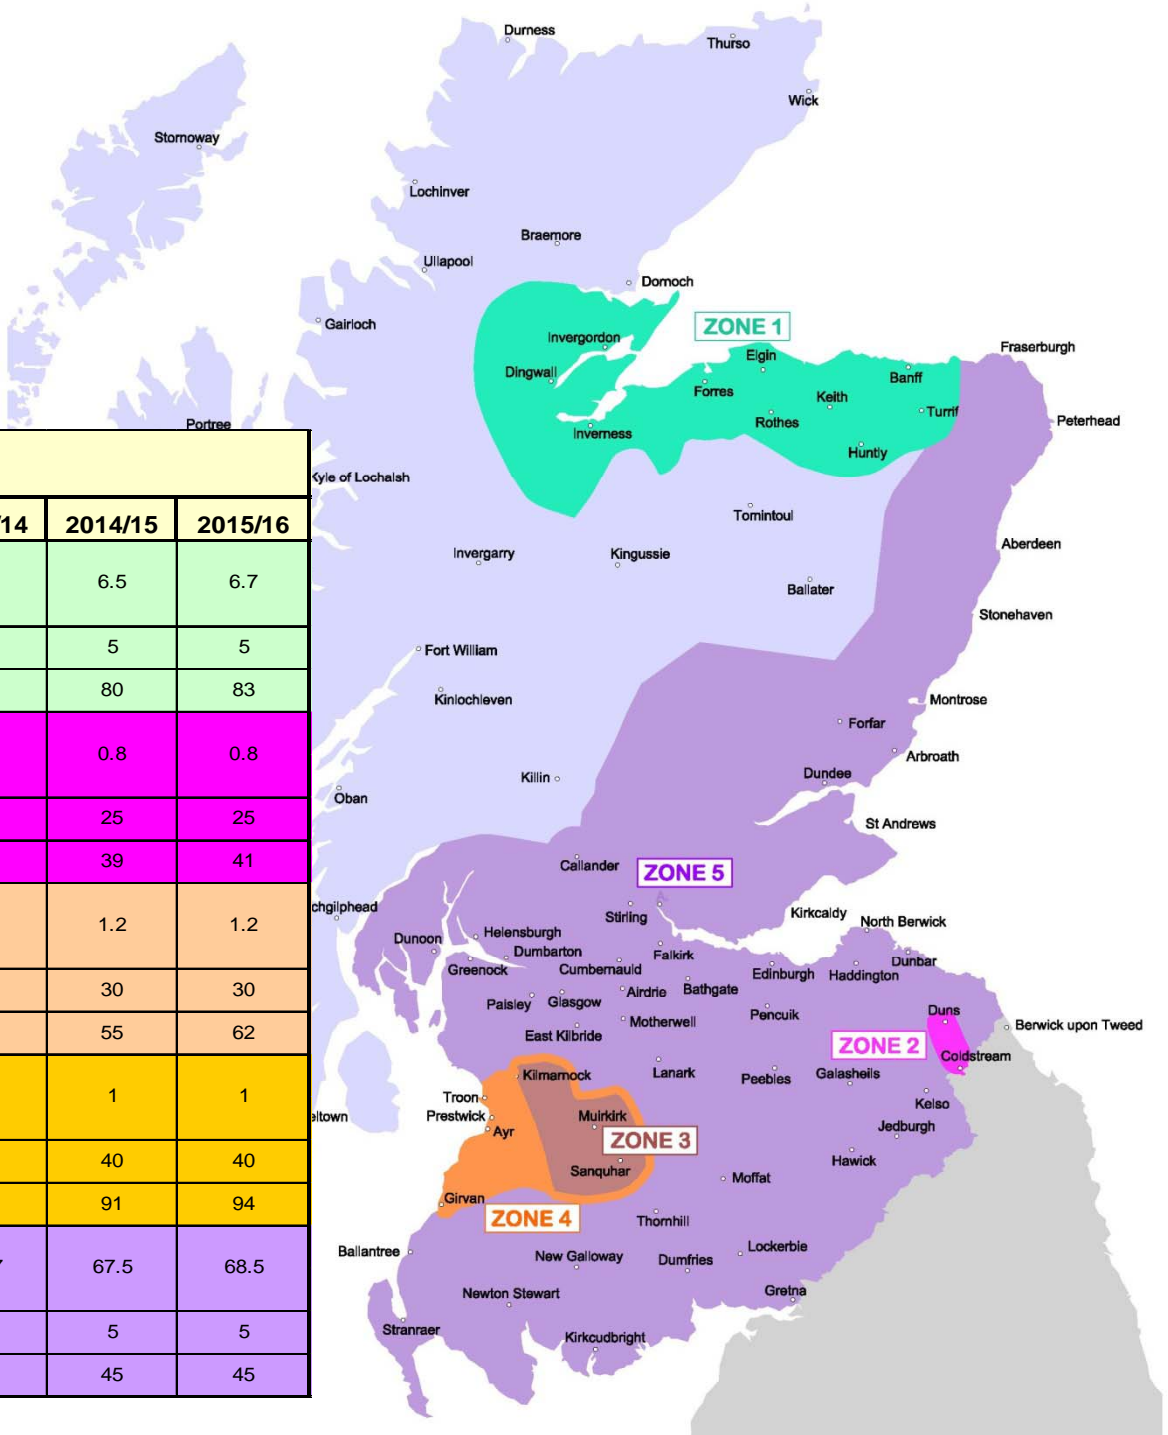 Durness
Thurso
Wick
Stornoway
Lochinver
Braemore
Ullapool
Dornoch
Gairloch
ZONE 1
Invergordon
Elgin
Fraserburgh
Dingwall
Banff
Forres
Keith
Turrif
Portree
Rothes
Peterhead
Inverness
Huntly
Kyle of Lochalsh
/14 2014/15 2015/16
Tomintoul
Invergarry
Kingussie
Aberdeen
6.5 6.7
Ballater
Stonehaven
5 5
Fort William
80 83
Kinlochleven
Montrose
Forfar
0.8 0.8
Arbroath
Killin
Dundee
Oban
25 25
St Andrews
39 41
Callander
ZONE 5
chgilphead
Stirling
Kirkcaldy
North Berwick
1.2 1.2
Dunoon
Helensburgh
Dumbarton
Falkirk
Dunbar
Greenock
Cumbernauld
Edinburgh
Haddington
30 30
Paisley
Glasgow
Airdrie
Bathgate
Pencuik
Duns
55 62
East Kilbride
Motherwell
Berwick upon Tweed
ZONE 2
Coldstream
Kilmarnock
Lanark
Peebles
Galasheils
1 1
Troon
Kelso
eltown
Prestwick
Muirkirk
Ayr
ZONE 3
Jedburgh
40 40
Sanquhar
Hawick
Moffat
91 94
Girvan
ZONE 4
Thornhill
Ballantree
New Galloway
Dumfries
Lockerbie
67.5 68.5
Newton Stewart
Gretna
5 5
Stranraer
Kirkcudbright
45 45